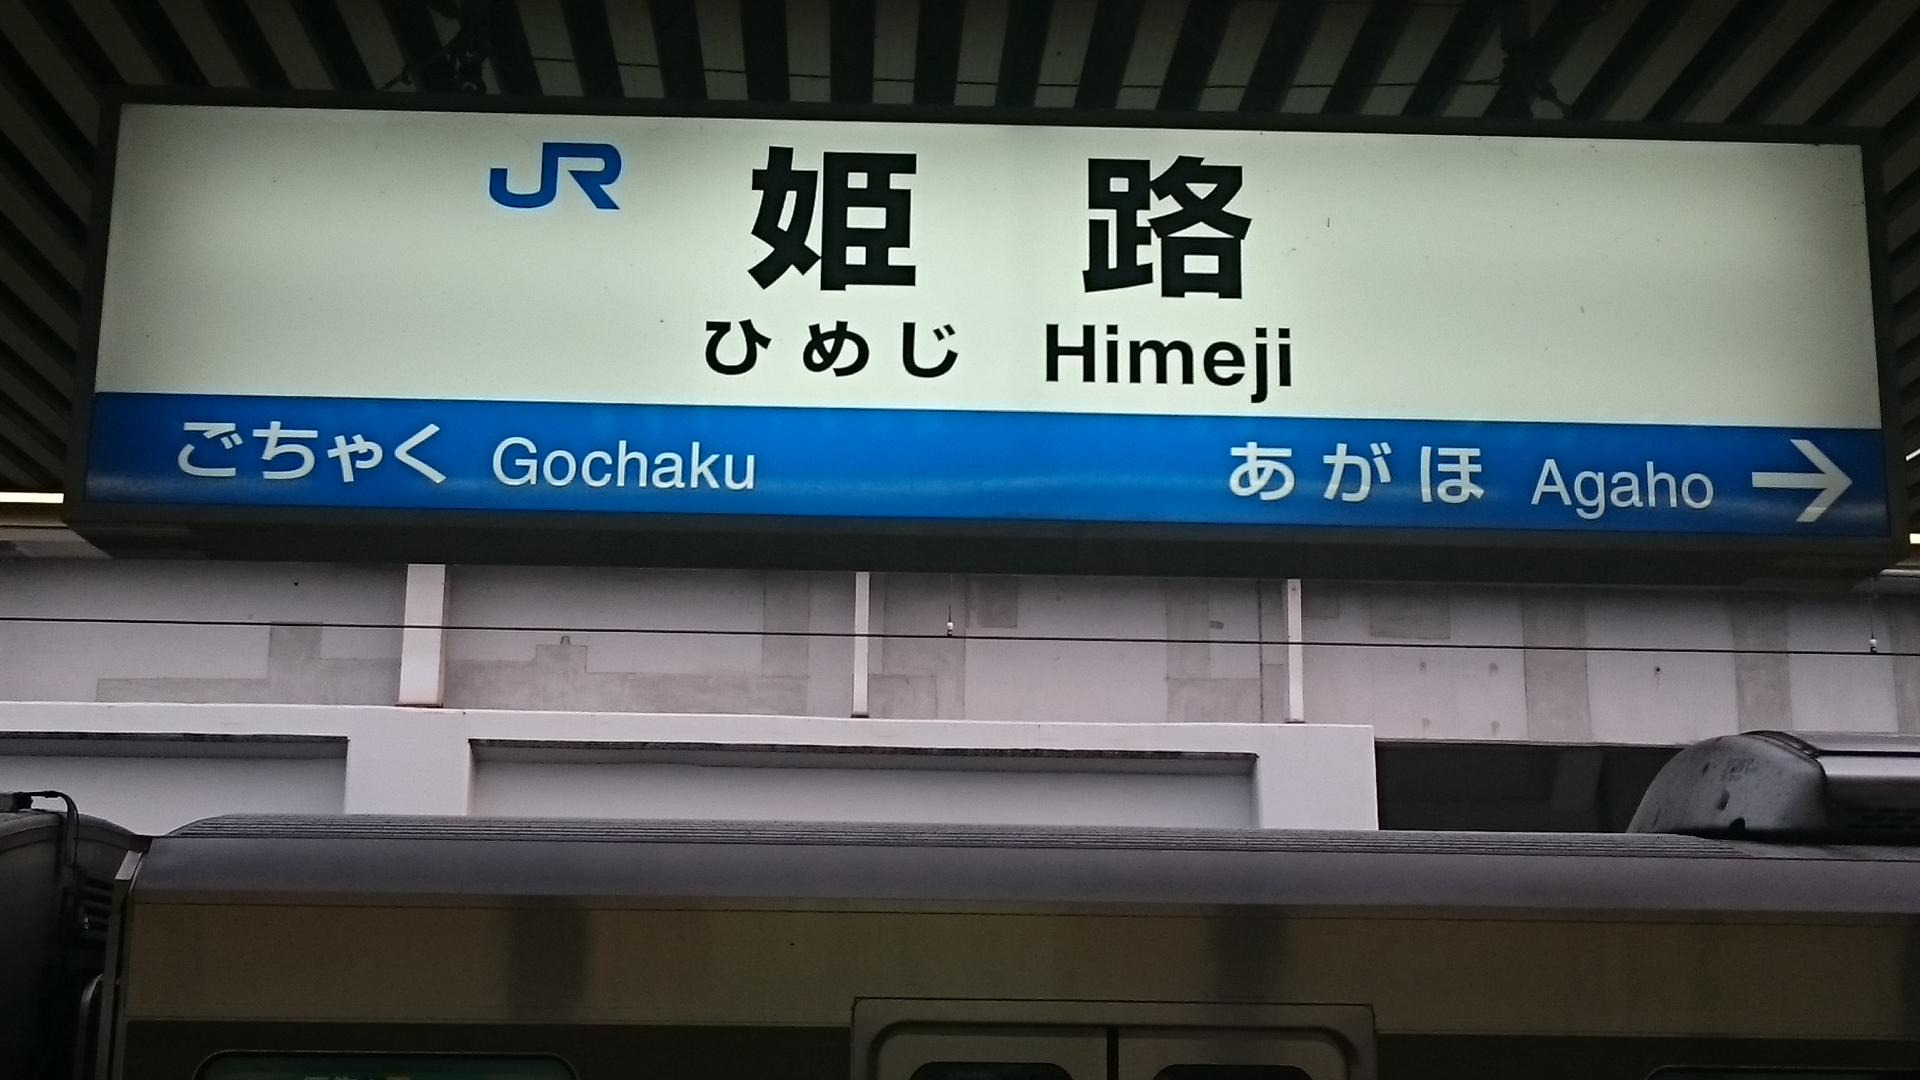 JR 姫路
ひめじ Himeji
ごちゃく Gochaku あがほ Agaho →